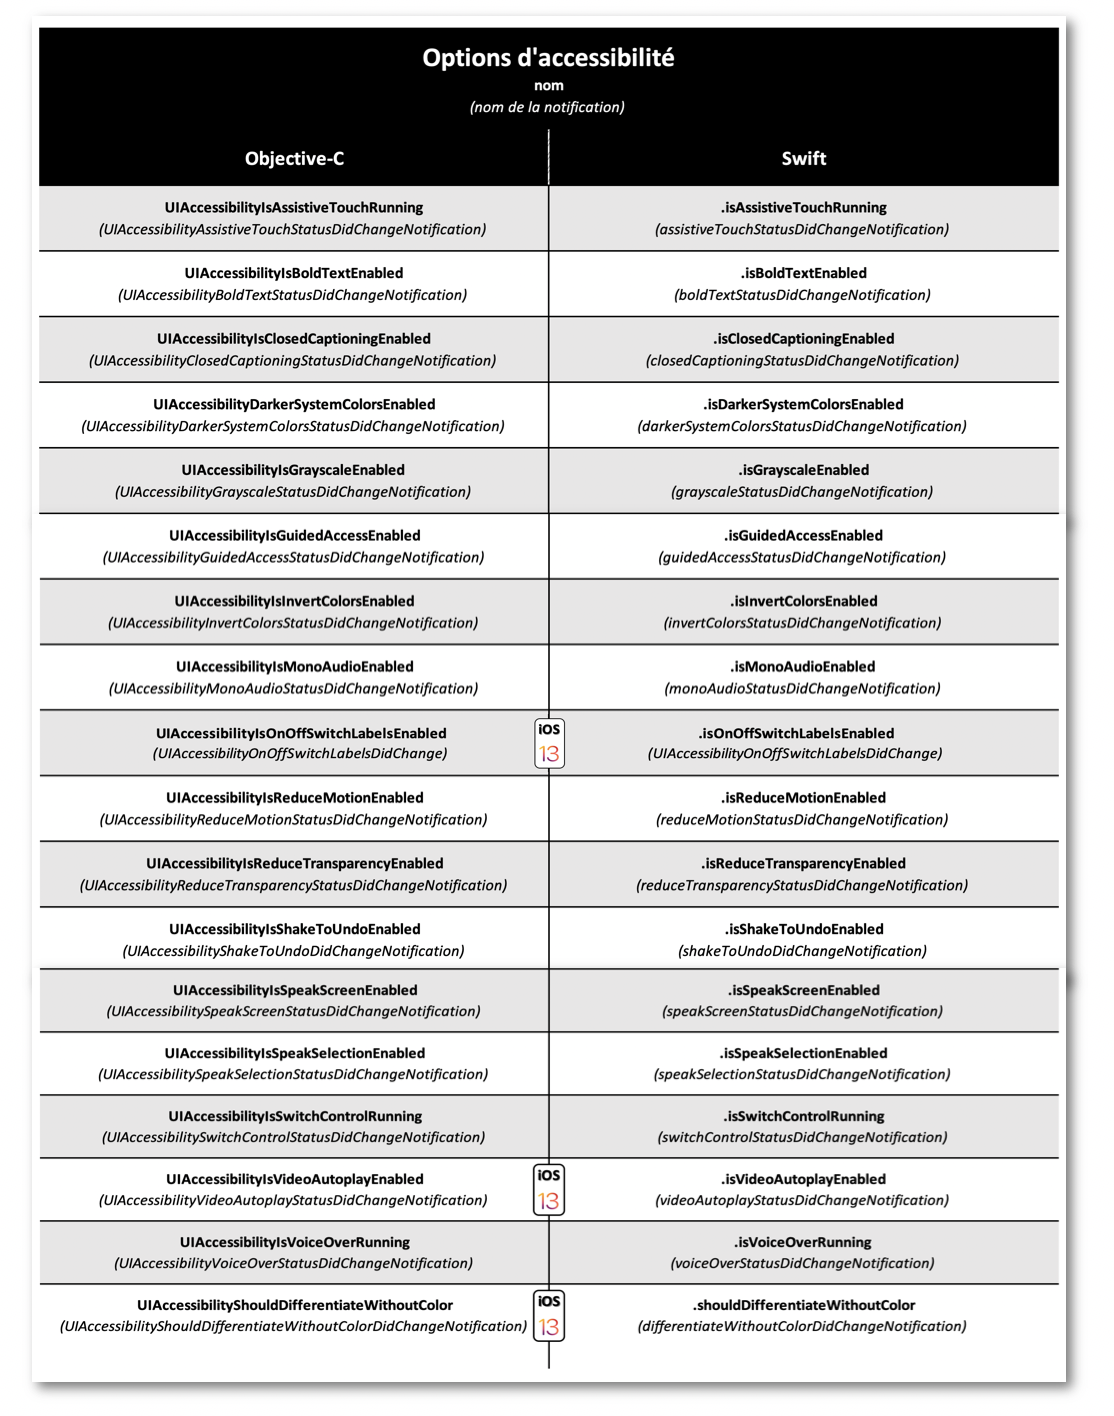 Options d'accessibilité
nom
(nom de la notification)
Objective-C
Swift
UIAccessibilityIsAssistiveTouchRunning
(UIAccessibilityAssistiveTouchStatusDidChangeNotification)
.isAssistiveTouchRunning
(assistiveTouchStatusDidChangeNotification)
UIAccessibilityIsBoldTextEnabled
(UIAccessibilityBoldTextStatusDidChangeNotification)
.isBoldTextEnabled
(boldTextStatusDidChangeNotification)
UIAccessibilityIsClosedCaptioningEnabled
(UIAccessibilityClosedCaptioningStatusDidChangeNotification)
.isClosedCaptioningEnabled
(closedCaptioningStatusDidChangeNotification)
UIAccessibilityDarkerSystemColorsEnabled
(UIAccessibilityDarkerSystemColorsStatusDidChangeNotification)
.isDarkerSystemColorsEnabled
(darkerSystemColorsStatusDidChangeNotification)
UIAccessibilityIsGrayscaleEnabled
(UIAccessibilityGrayscaleStatusDidChangeNotification)
.isGrayscaleEnabled
(grayscaleStatusDidChangeNotification)
UIAccessibilityIsGuidedAccessEnabled
(UIAccessibilityGuidedAccessStatusDidChangeNotification)
.isGuidedAccessEnabled
(guidedAccessStatusDidChangeNotification)
UIAccessibilityIsInvertColorsEnabled
(UIAccessibilityInvertColorsStatusDidChangeNotification)
.isInvertColorsEnabled
(invertColorsStatusDidChangeNotification)
UIAccessibilityIsMonoAudioEnabled
(UIAccessibilityMonoAudioStatusDidChangeNotification)
.isMonoAudioEnabled
(monoAudioStatusDidChangeNotification)
UIAccessibilityIsOnOffSwitchLabelsEnabled
(UIAccessibilityOnOffSwitchLabelsDidChange)
iOS
13
.isOnOffSwitchLabelsEnabled
(UIAccessibilityOnOffSwitchLabelsDidChange)
UIAccessibilityIsReduceMotionEnabled
(UIAccessibilityReduceMotionStatusDidChangeNotification)
.isReduceMotionEnabled
(reduceMotionStatusDidChangeNotification)
UIAccessibilityIsReduceTransparencyEnabled
(UIAccessibilityReduceTransparencyStatusDidChangeNotification)
.isReduceTransparencyEnabled
(reduceTransparencyStatusDidChangeNotification)
UIAccessibilityIsShakeToUndoEnabled
(UIAccessibilityShakeToUndoDidChangeNotification)
.isShakeToUndoEnabled
(shakeToUndoDidChangeNotification)
UIAccessibilityIsSpeakScreenEnabled
(UIAccessibilitySpeakScreenStatusDidChangeNotification)
.isSpeakScreenEnabled
(speakScreenStatusDidChangeNotification)
UIAccessibilityIsSpeakSelectionEnabled
(UIAccessibilitySpeakSelectionStatusDidChangeNotification)
.isSpeakSelectionEnabled
(speakSelectionStatusDidChangeNotification)
UIAccessibilityIsSwitchControlRunning
(UIAccessibilitySwitchControlStatusDidChangeNotification)
.isSwitchControlRunning
(switchControlStatusDidChangeNotification)
UIAccessibilityIsVideoAutoplayEnabled
(UIAccessibilityVideoAutoplayStatusDidChangeNotification)
iOS
13
.isVideoAutoplayEnabled
(videoAutoplayStatusDidChangeNotification)
UIAccessibilityIsVoiceOverRunning
(UIAccessibilityVoiceOverStatusDidChangeNotification)
.isVoiceOverRunning
(voiceOverStatusDidChangeNotification)
UIAccessibilityShouldDifferentiateWithoutColor
(UIAccessibilityShouldDifferentiateWithoutColorDidChangeNotification)
iOS
13
.shouldDifferentiateWithoutColor
(differentiateWithoutColorDidChangeNotification)